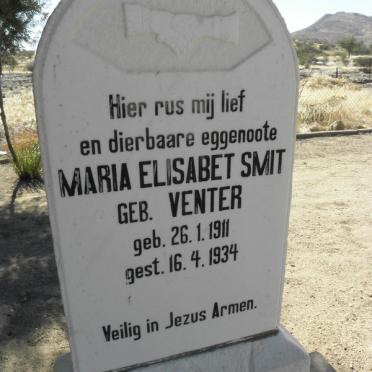 Hier rus mij lief
en dierbaare eggenoote
MARIA ELISABET SMIT
GEB. VENTER
geb. 26.1.1911
gest. 16.4.1934
Veilig in Jezus Armen.